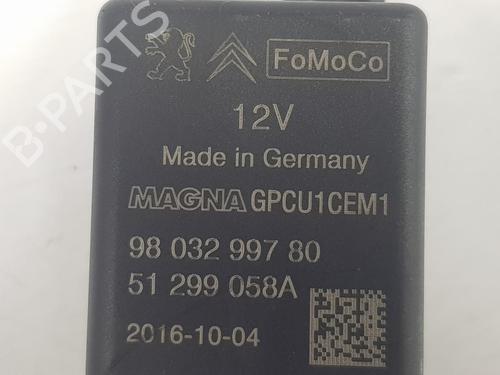 FoMoCo
12V
Made in Germany
MAGNA GPCU1CEM1
98 032 997 80
51 299 058A
2016-10-04
B-PARTS